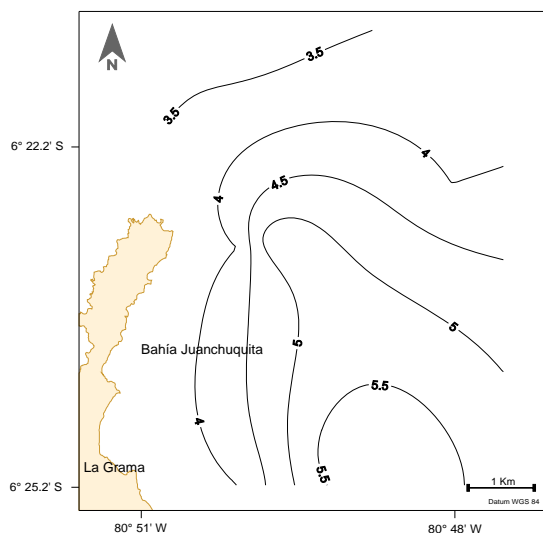 N
3.5
3.5
6° 22.2' S
4
4.5
4
5
5
Bahía Juanchuquita
5.5
4
La Grama
5.5
1 Km
6° 25.2' S
Datum WGS 84
80° 51' W
80° 48' W